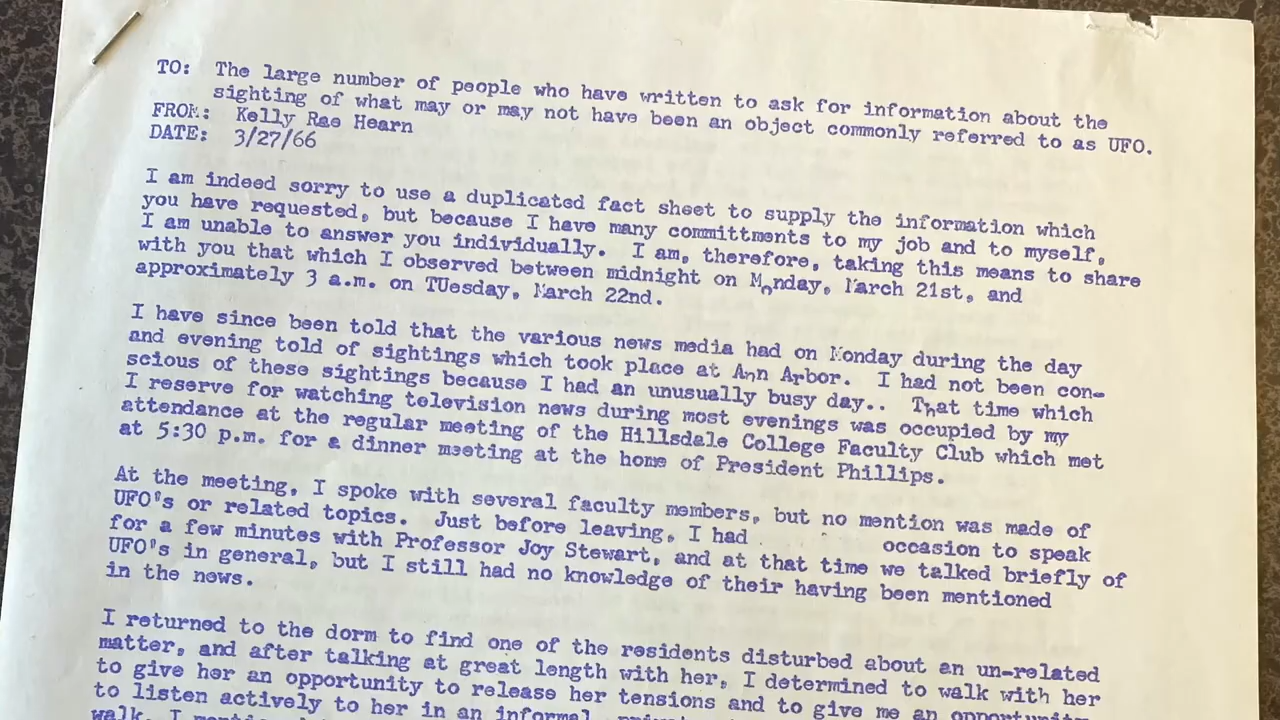 TO: The large number of people who have written to ask for information about the
sighting of what may or may not have been an object commonly referred to as UFO.
FROM: Kelly Rae Hearn
DATE: 3/27/66
I am indeed sorry to use a duplicated fact sheet to supply the information which
you have requested, but because I have many committments to my job and to myself,
I am unable to answer you individually. I am, therefore, taking this means to share
with you that which I observed between midnight on Monday, March 21st, and
approximately 3 a.m. on TUesday, March 22nd.
I have since been told that the various news media had on Monday during the day
and evening told of sightings which took place at Ann Arbor. I had not been con-
scious of these sightings because I had an unusually busy day.. That time which
I reserve for watching television news during most evenings was occupied by my
attendance at the regular meeting of the Hillsdale College Faculty Club which met
at 5:30 p.m. for a dinner meeting at the home of President Phillips.
At the meeting, I spoke with several faculty members, but no mention was made of
UFO's or related topics. Just before leaving, I had occasion to speak
for a few minutes with Professor Joy Stewart, and at that time we talked briefly of
UFO's in general, but I still had no knowledge of their having been mentioned
in the news.
I returned to the dorm to find one of the residents disturbed about an un-related
matter, and after talking at great length with her, I determined to walk with her
to give her an opportunity to release her tensions and to give me an opportunity
to listen actively to her in an informal,
walk, I